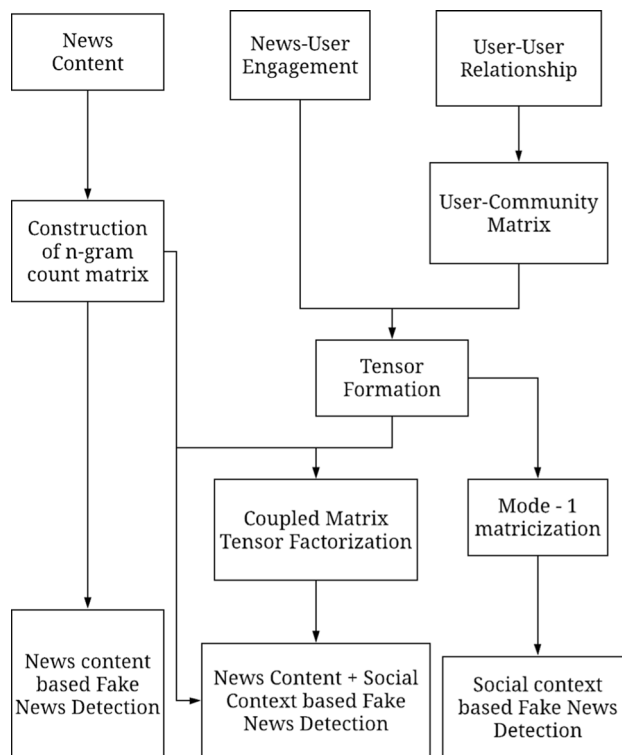 News
Content
News-User
Engagement
User-User
Relationship
User-Community
Matrix
Construction
of n-gram
count matrix
Tensor
Formation
Coupled Matrix
Tensor Factorization
Mode - 1
matricization
News content
based Fake
News Detection
News Content + Social
Context based Fake
News Detection
Social context
based Fake News
Detection